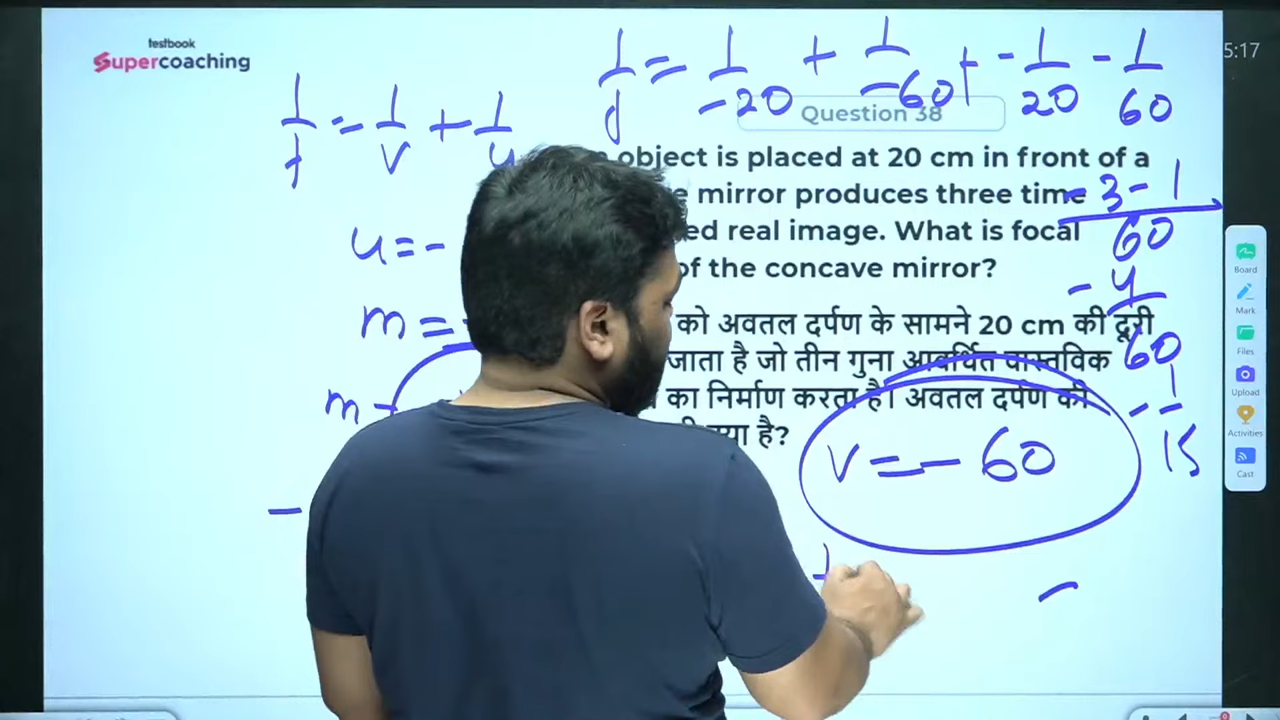 testbook
Supercoaching
5:17
1/f = 1/v + 1/u
1/f = 1/-20 + 1/-60 + -1/20 - 1/60
Question 38
object is placed at 20 cm in front of a
mirror produces three time
real image. What is focal
of the concave mirror?
को अवतल दर्पण के सामने 20 cm की दूरी
जाता है जो तीन गुना आवर्धित वास्तविक
का निर्माण करता है। अवतल दर्पण की
है?
u = -
m = -
m
-
-3-1/60
-4/60
-1/15
v = - 60
-
Board
Mark
Files
Upload
Activities
Cast